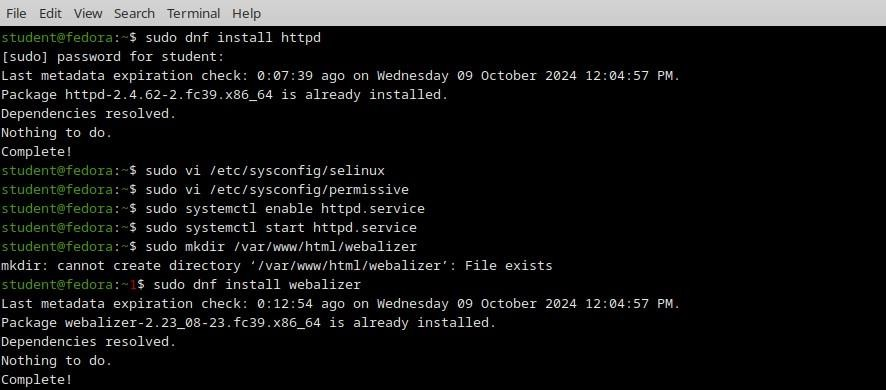 File Edit View Search Terminal Help
student@fedora:~$ sudo dnf install httpd
[sudo] password for student:
Last metadata expiration check: 0:07:39 ago on Wednesday 09 October 2024 12:04:57 PM.
Package httpd-2.4.62-2.fc39.x86_64 is already installed.
Dependencies resolved.
Nothing to do.
Complete!
student@fedora:~$ sudo vi /etc/sysconfig/selinux
student@fedora:~$ sudo vi /etc/sysconfig/permissive
student@fedora:~$ sudo systemctl enable httpd.service
student@fedora:~$ sudo systemctl start httpd.service
student@fedora:~$ sudo mkdir /var/www/html/webalizer
mkdir: cannot create directory ‘/var/www/html/webalizer’: File exists
student@fedora:~1$ sudo dnf install webalizer
Last metadata expiration check: 0:12:54 ago on Wednesday 09 October 2024 12:04:57 PM.
Package webalizer-2.23_08-23.fc39.x86_64 is already installed.
Dependencies resolved.
Nothing to do.
Complete!